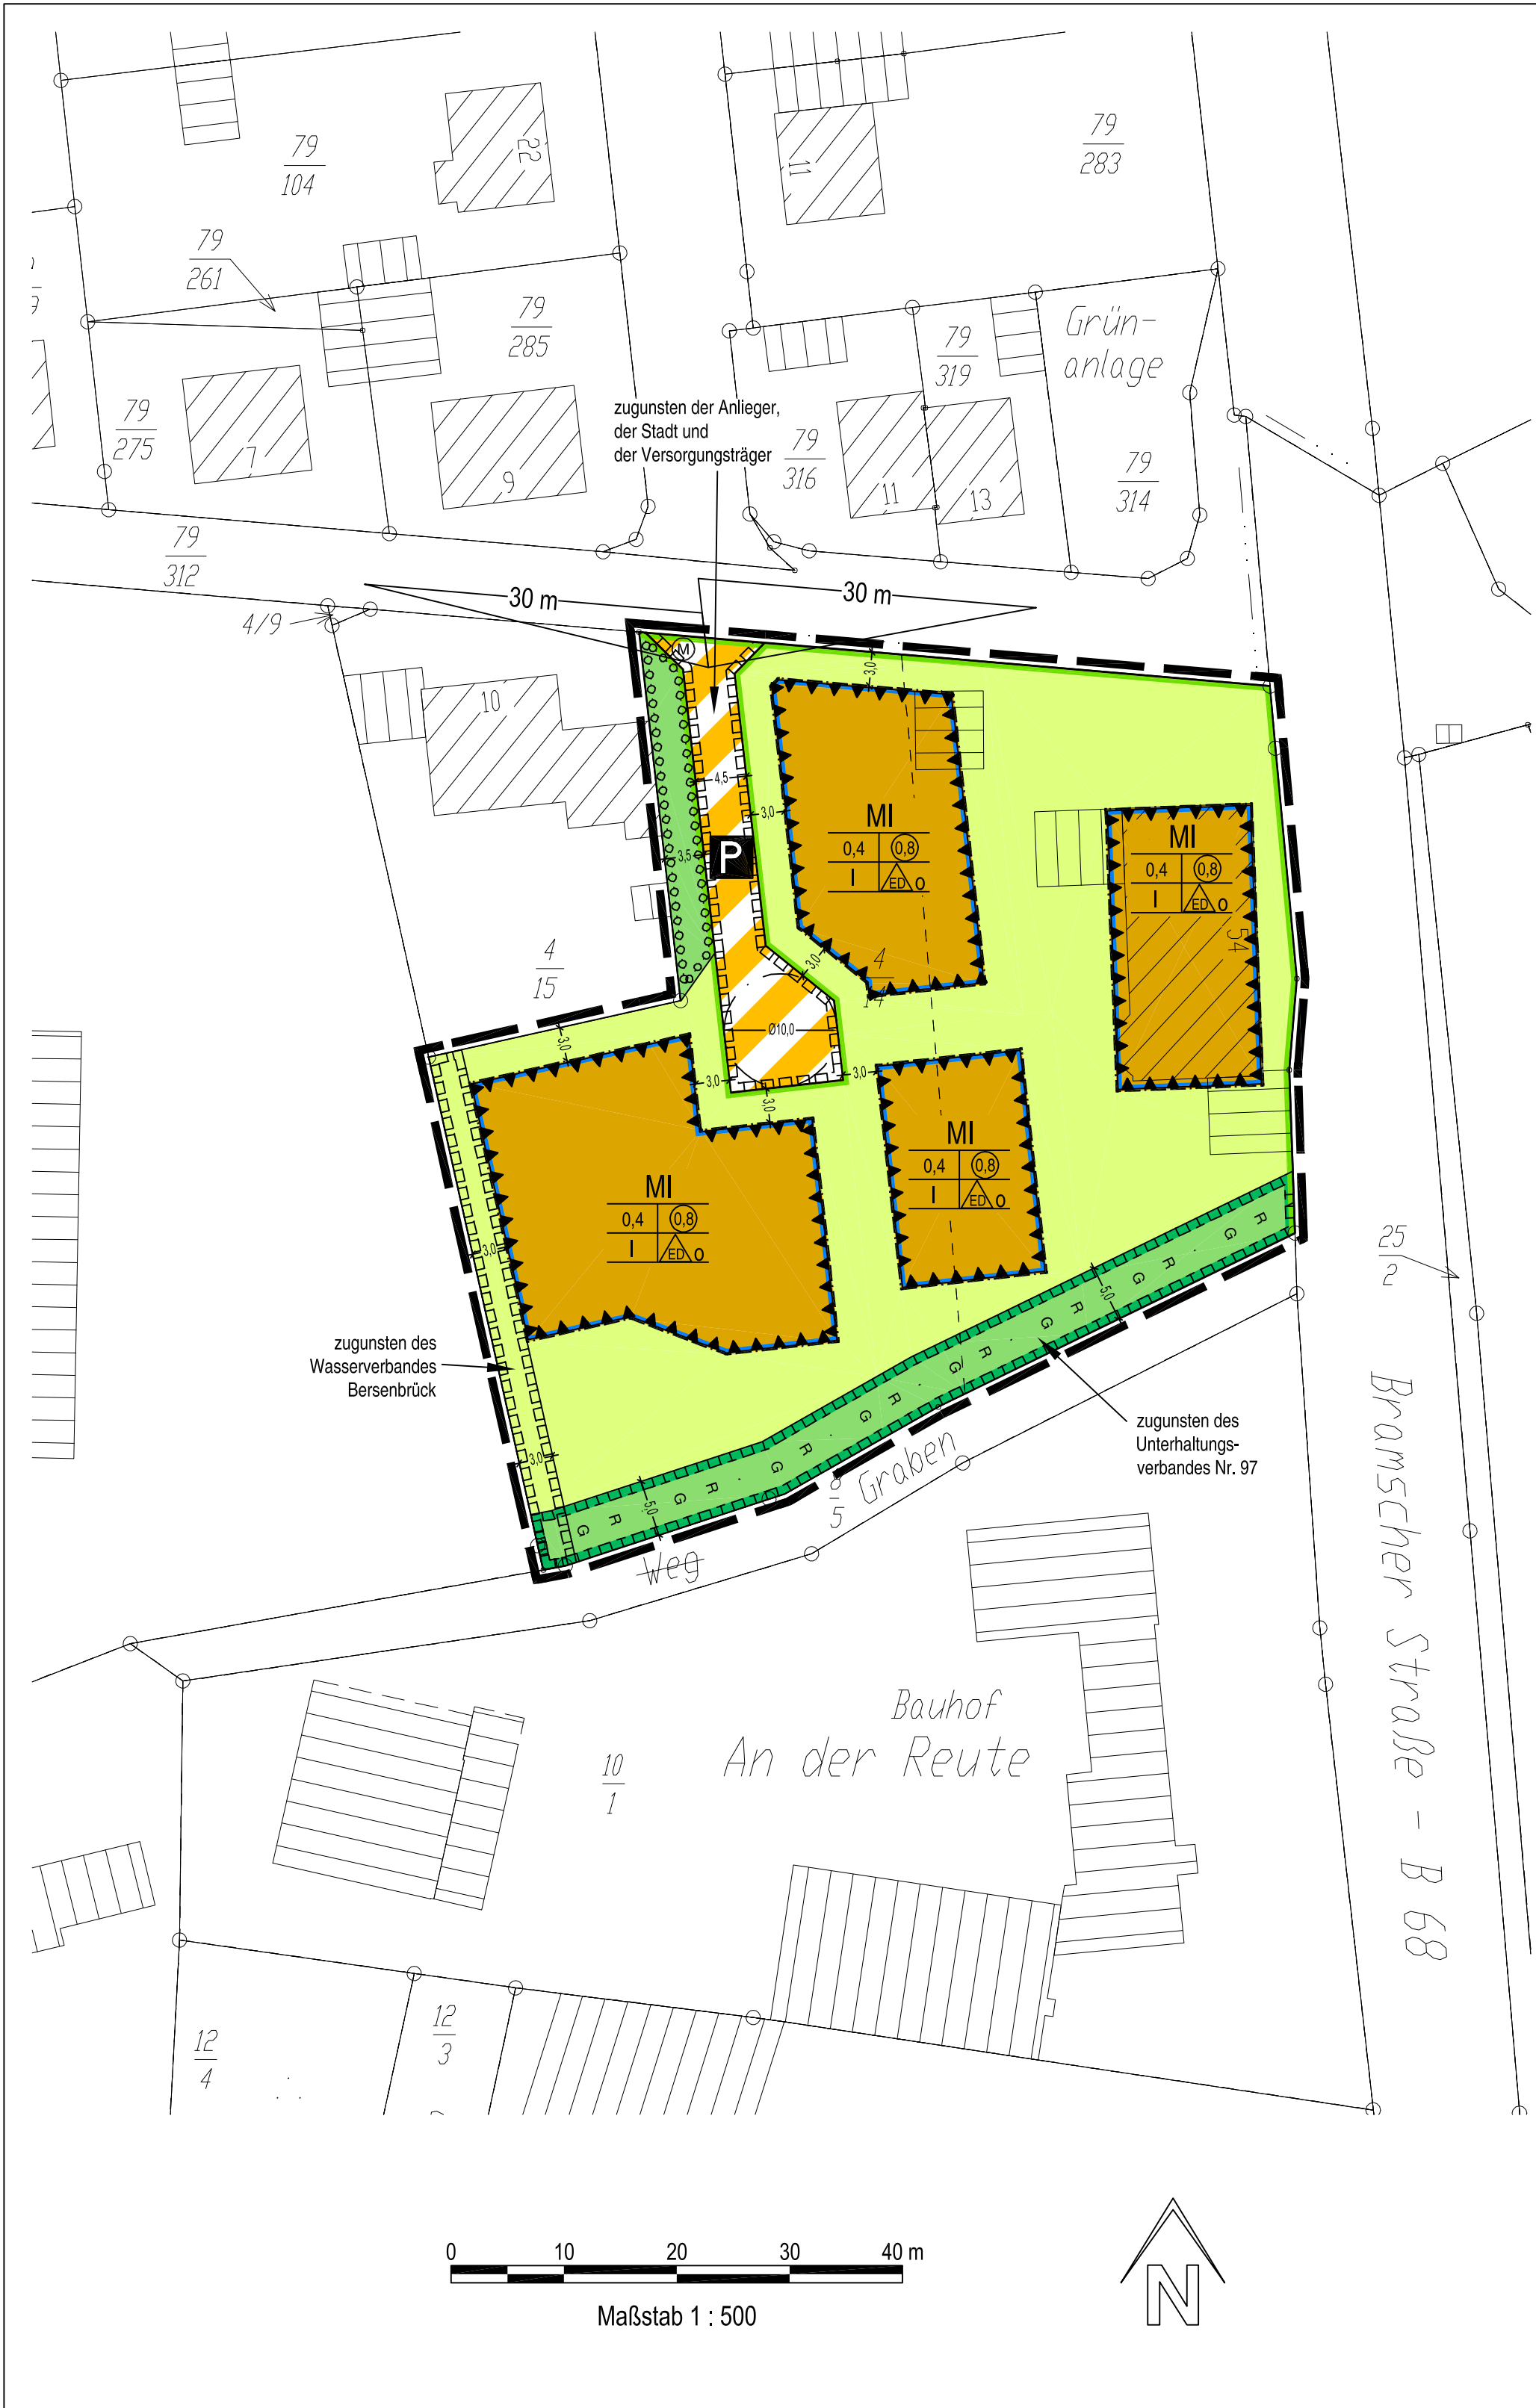 79
104
22
11
79
283
79
261
79
285
79
319
Grün-
anlage
79
275
7
9
zugunsten der Anlieger,
der Stadt und
der Versorgungsträger
79
316
11
13
79
314
79
312
4/9
30 m
30 m
M
3,0
10
4,5
3,0
3,5
P
MI
0,4
0,8
I
ED
O
MI
0,4
0,8
I
ED
O
54
4
15
3,0
4
14
3,0
Ø10,0
3,0
3,0
3,0
MI
0,4
0,8
I
ED
O
MI
0,4
0,8
I
ED
O
3,0
25
2
5,0
G R . G R . G R . G R . G R . G R . G R
zugunsten des
Wasserverbandes
Bersenbrück
zugunsten des
Unterhaltungs-
verbandes Nr. 97
3,0
5,0
5
Graben
Weg
Bramscher Straße - B 68
Bauhof
An der Reute
10
1
12
4
12
3
0 10 20 30 40 m
Maßstab 1 : 500
N